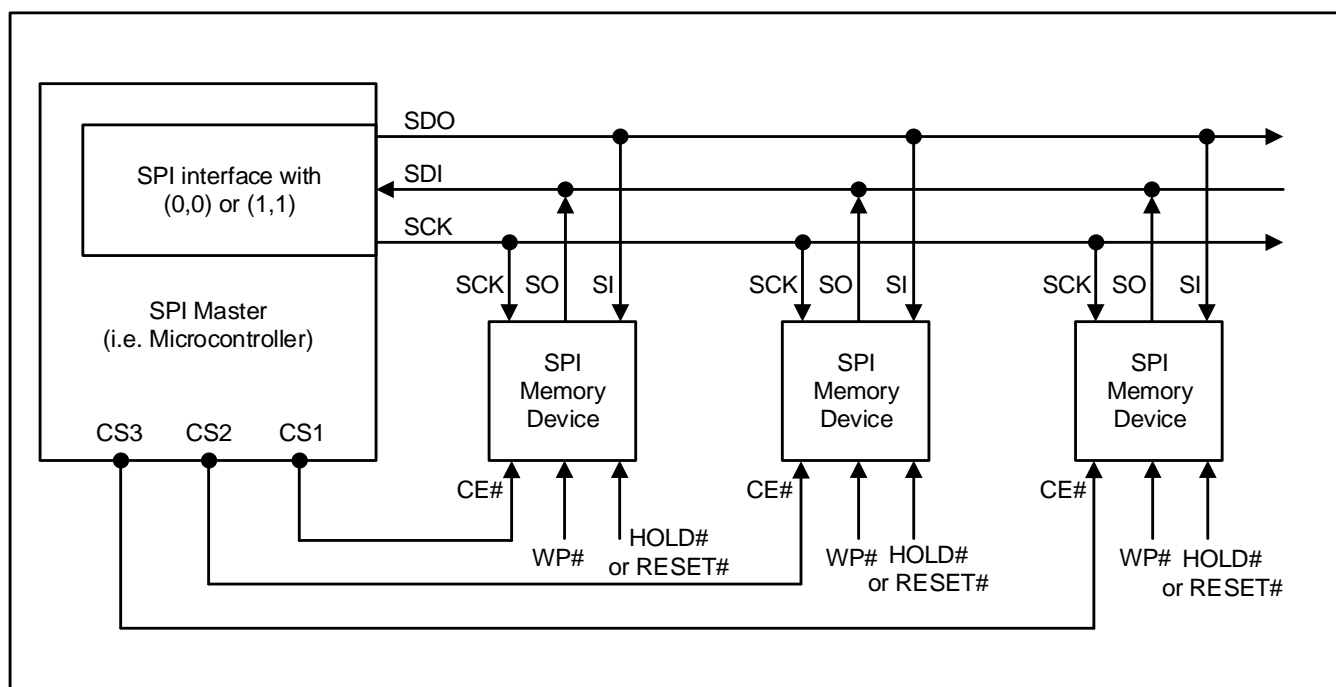 SDO
SPI interface with
(0,0) or (1,1)
SDI
SCK
SPI Master
(i.e. Microcontroller)
SCK SO SI
SCK SO SI
SCK SO SI
SPI
Memory
Device
SPI
Memory
Device
SPI
Memory
Device
CS3 CS2 CS1
CE#
WP#
HOLD#
or RESET#
CE#
WP#
HOLD#
or RESET#
CE#
WP#
HOLD#
or RESET#